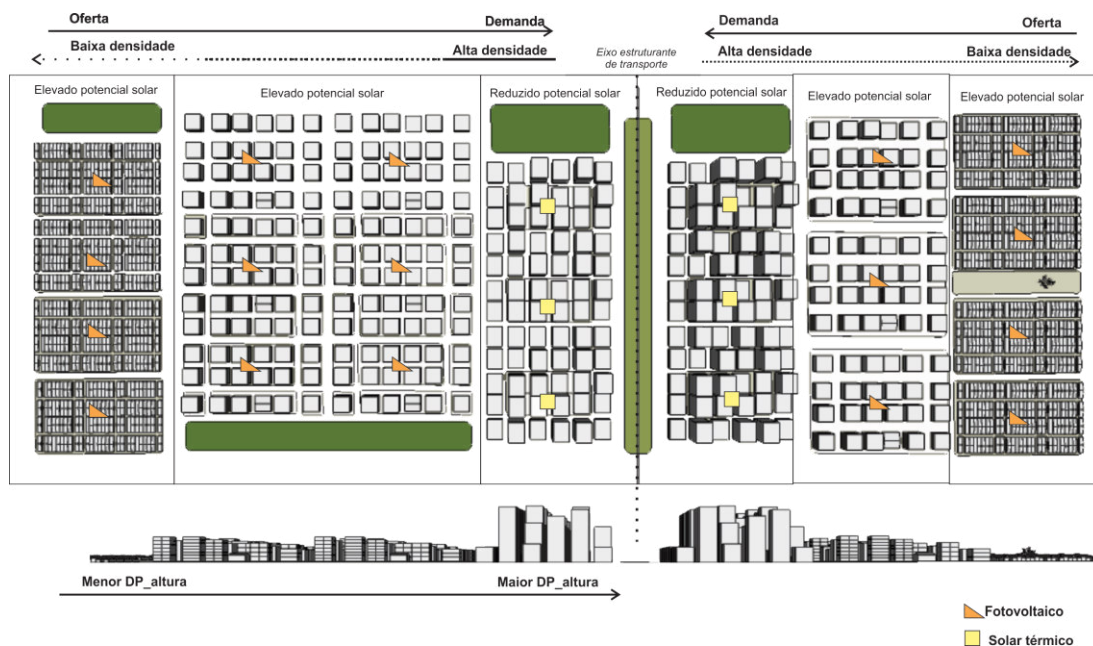 Oferta
Demanda
Demanda
Oferta
Baixa densidade
Alta densidade
Eixo estruturante
de transporte
Alta densidade
Baixa densidade
Elevado potencial solar
Elevado potencial solar
Reduzido potencial solar
Reduzido potencial solar
Elevado potencial solar
Elevado potencial solar
Menor DP_altura
Maior DP_altura
Fotovoltaico
Solar térmico